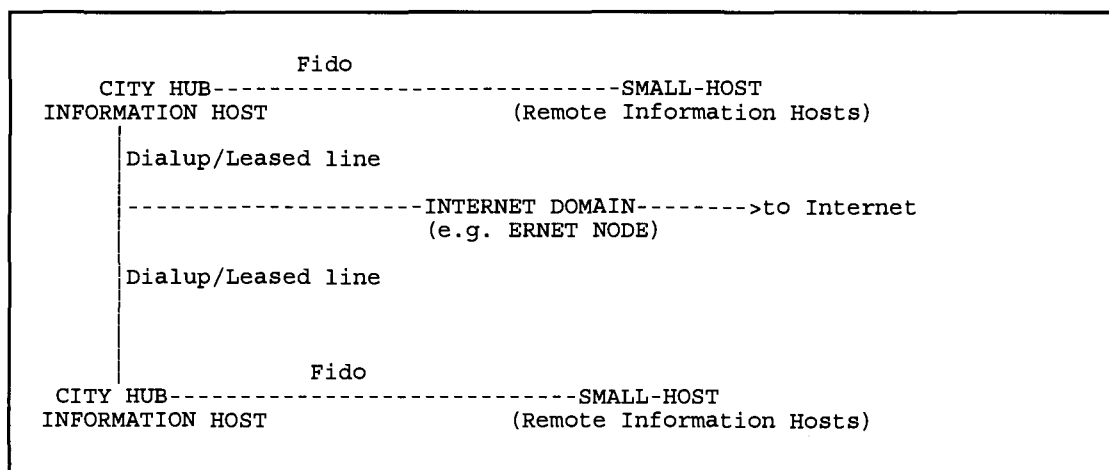 Fido
CITY HUB-----------------------------SMALL-HOST
INFORMATION HOST (Remote Information Hosts)
Dialup/Leased line
---------------------INTERNET DOMAIN-------->to Internet
(e.g. ERNET NODE)
Dialup/Leased line
Fido
CITY HUB-----------------------------SMALL-HOST
INFORMATION HOST (Remote Information Hosts)